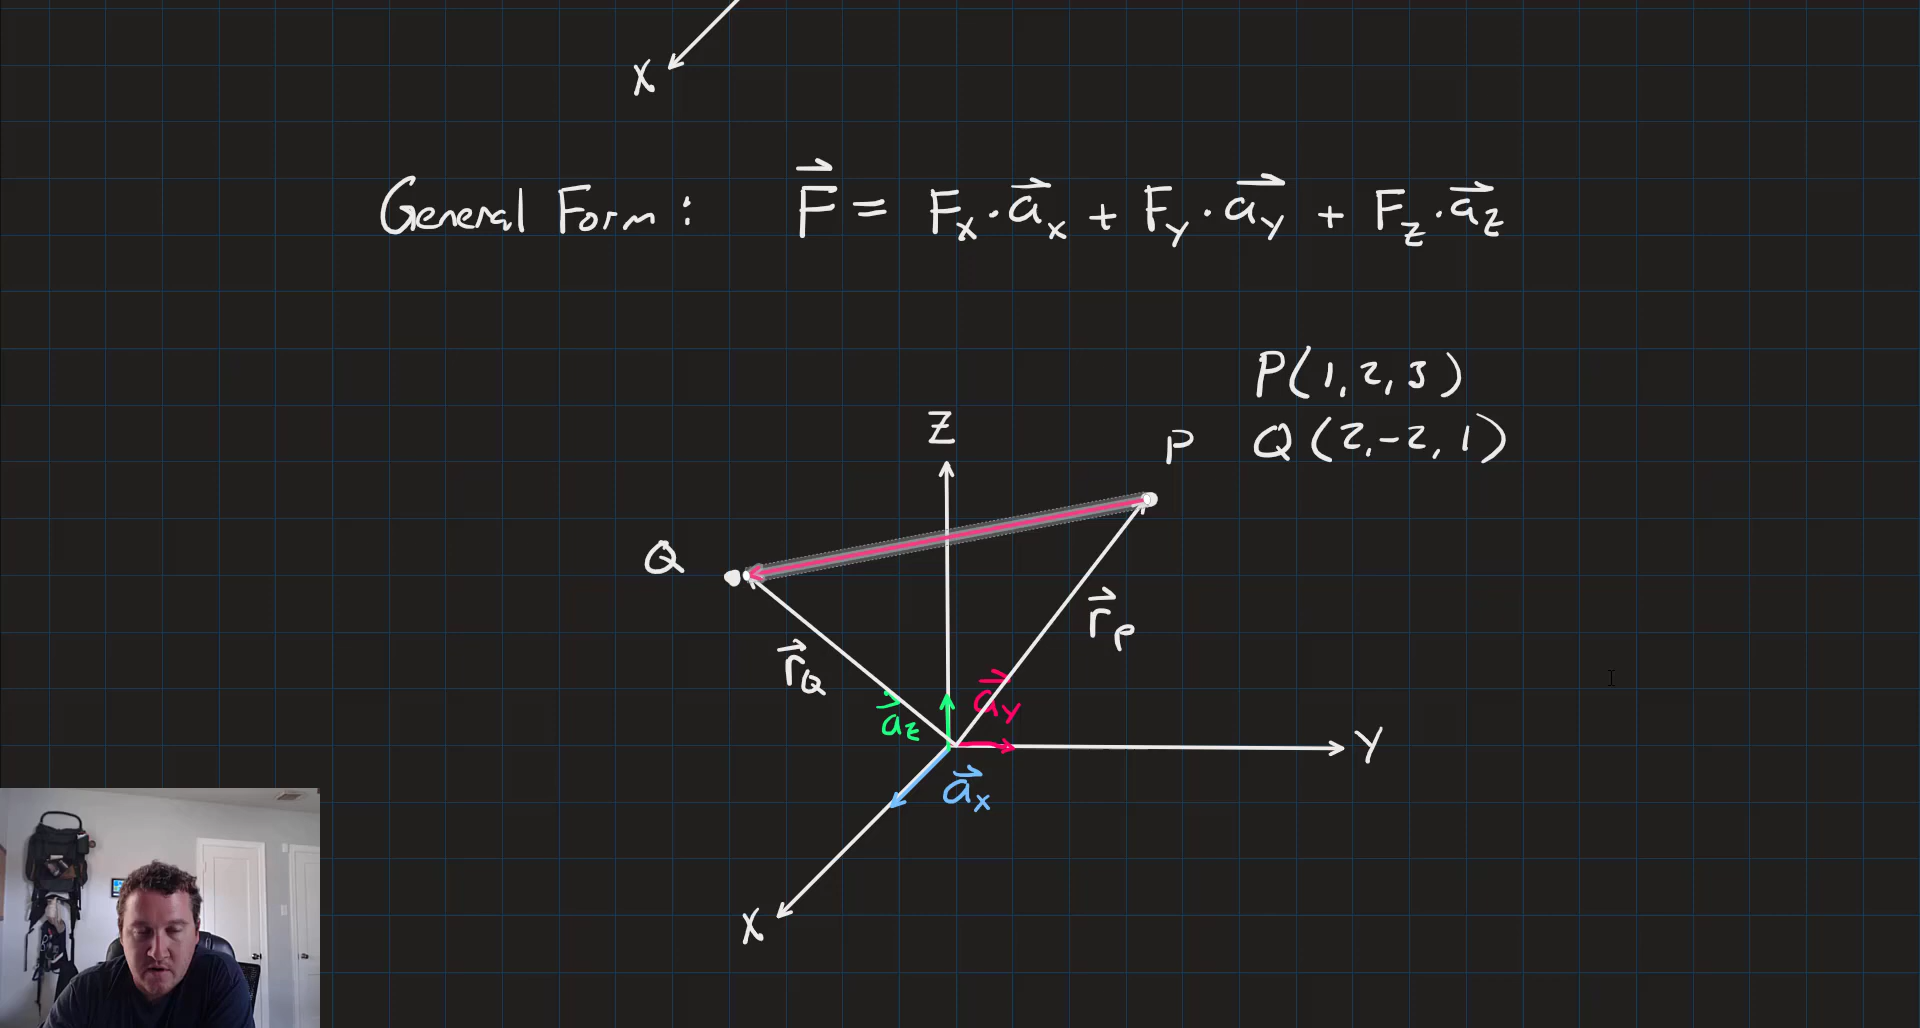 X
General Form: F⃗ = Fx·a⃗x + Fy·a⃗y + Fz·a⃗z
P(1,2,3)
Z
P Q(2,-2,1)
Q
r⃗P
r⃗Q
a⃗z a⃗y
Y
a⃗x
X